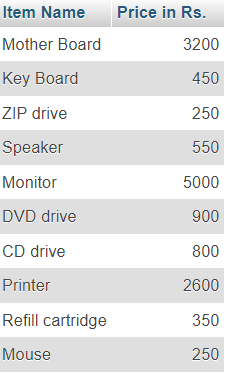 Item Name Price in Rs.
Mother Board 3200
Key Board 450
ZIP drive 250
Speaker 550
Monitor 5000
DVD drive 900
CD drive 800
Printer 2600
Refill cartridge 350
Mouse 250